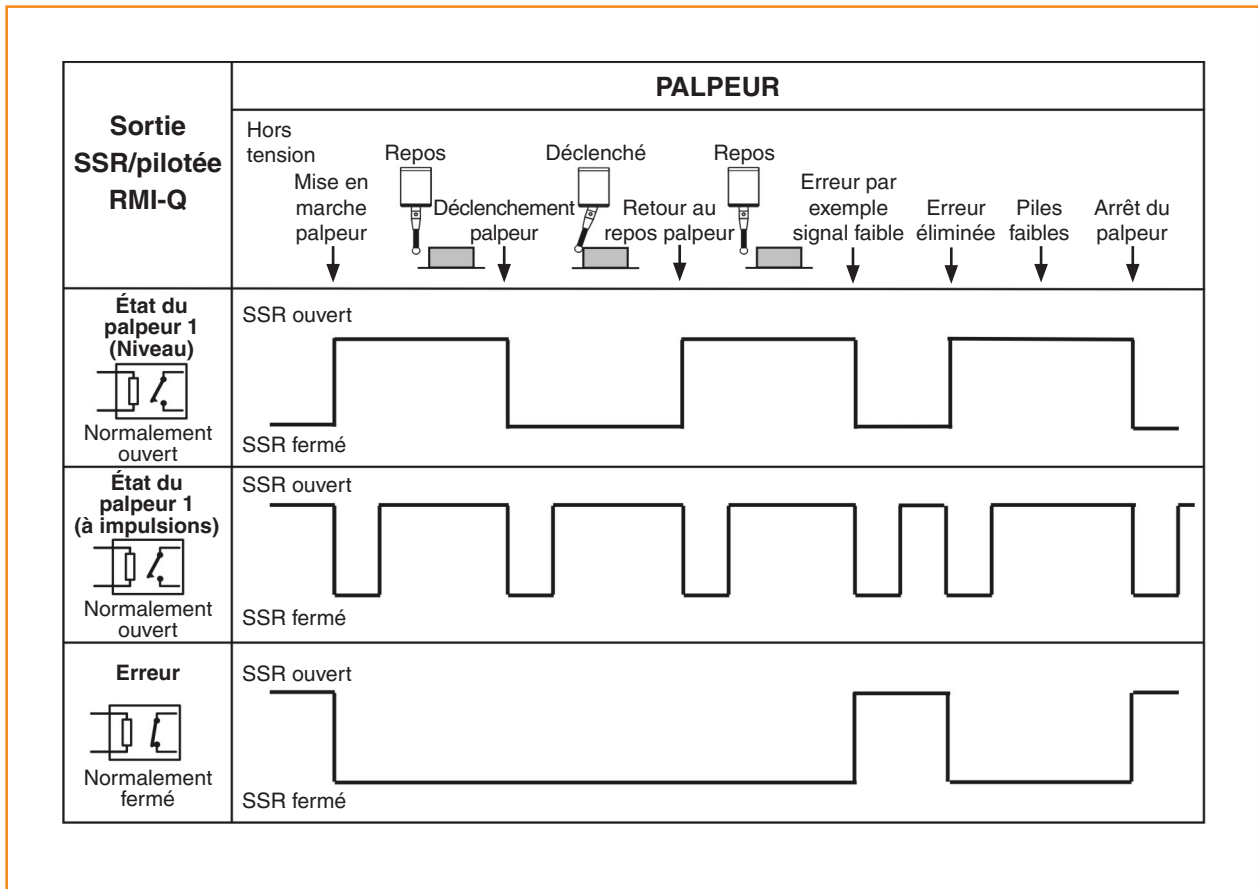 PALPEUR
Sortie
SSR/pilotée
RMI-Q
Hors
tension
Mise en
marche
palpeur
Repos
Déclenchement
palpeur
Déclenché
Retour au
repos palpeur
Repos
Erreur par
exemple
signal faible
Erreur
éliminée
Piles
faibles
Arrêt du
palpeur
État du
palpeur 1
(Niveau)
Normalement
ouvert
SSR ouvert
SSR fermé
État du
palpeur 1
(à impulsions)
Normalement
ouvert
SSR ouvert
SSR fermé
Erreur
Normalement
fermé
SSR ouvert
SSR fermé